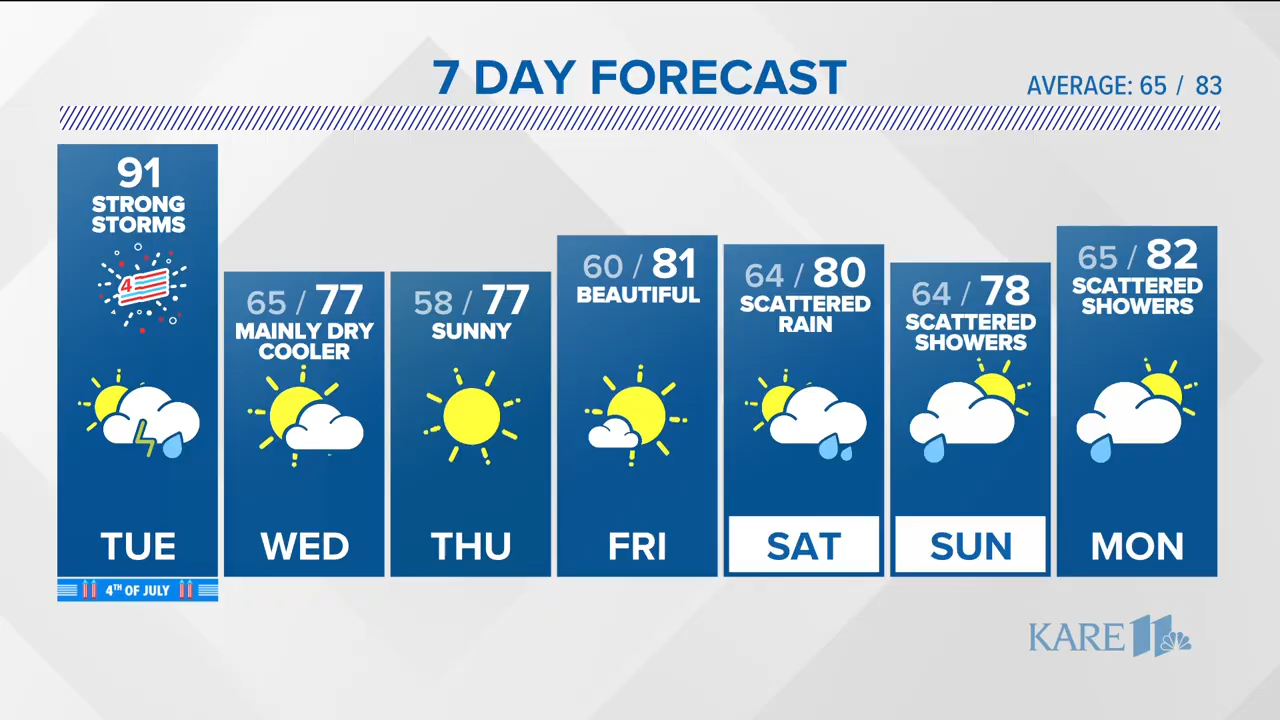 7 DAY FORECAST
AVERAGE: 65 / 83
91
STRONG
STORMS
4
TUE
4TH OF JULY
65 / 77
MAINLY DRY
COOLER
WED
58 / 77
SUNNY
THU
60 / 81
BEAUTIFUL
FRI
64 / 80
SCATTERED
RAIN
SAT
64 / 78
SCATTERED
SHOWERS
SUN
65 / 82
SCATTERED
SHOWERS
MON
KARE 11